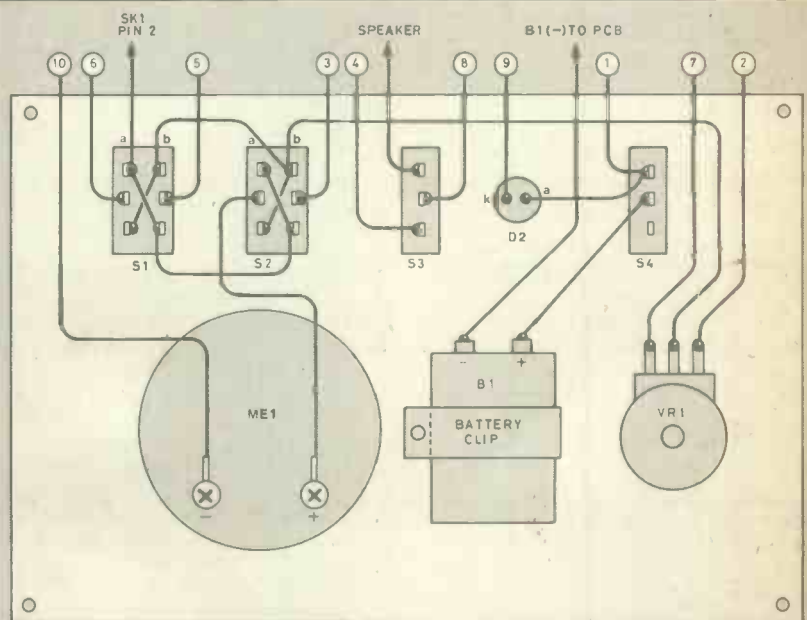 SK1
PIN 2
SPEAKER
B1(-)TO PCB
10
6
5
3
4
8
9
1
7
2
a
b
a
b
k
a
D2
S1
S2
S3
S4
-
+
B1
ME1
BATTERY
CLIP
VR1
-
+